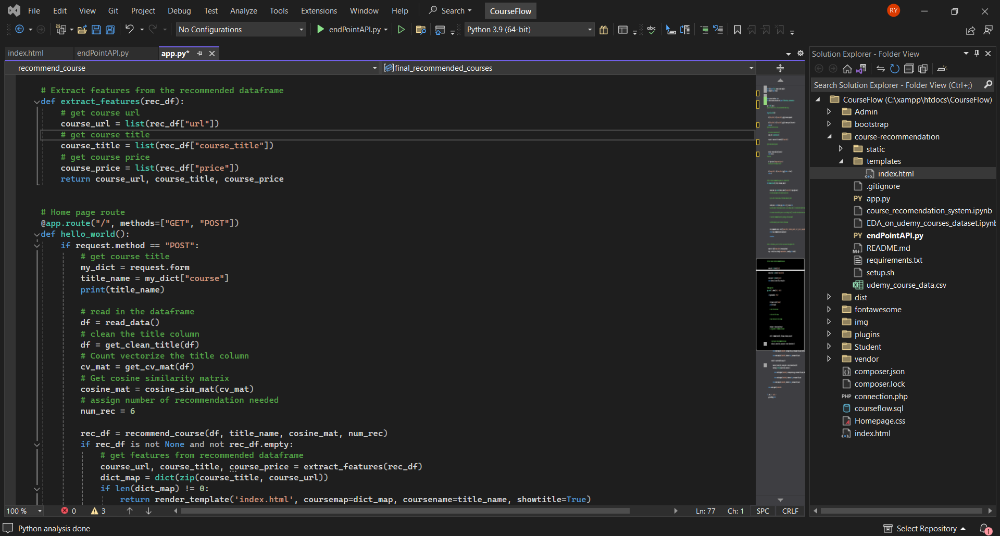 File Edit View Git Project Debug Test Analyze Tools Extensions Window Help Search CourseFlow RY
No Configurations endPointAPI.py Python 3.9 (64-bit) abc
index.html endPointAPI.py app.py*
recommend_course final_recommended_courses
# Extract features from the recommended dataframe
def extract_features(rec_df):
# get course url
course_url = list(rec_df["url"])
# get course title
course_title = list(rec_df["course_title"])
# get course price
course_price = list(rec_df["price"])
return course_url, course_title, course_price
# Home page route
@app.route("/", methods=["GET", "POST"])
def hello_world():
if request.method == "POST":
# get course title
my_dict = request.form
title_name = my_dict["course"]
print(title_name)
# read in the dataframe
df = read_data()
# clean the title column
df = get_clean_title(df)
# Count vectorize the title column
cv_mat = get_cv_mat(df)
# Get cosine similarity matrix
cosine_mat = cosine_sim_mat(cv_mat)
# assign number of recommendation needed
num_rec = 6
rec_df = recommend_course(df, title_name, cosine_mat, num_rec)
if rec_df is not None and not rec_df.empty:
# get features from recommended dataframe
course_url, course_title, course_price = extract_features(rec_df)
dict_map = dict(zip(course_title, course_url))
if len(dict_map) != 0:
return render_template('index.html', coursemap=dict_map, coursename=title_name, showtitle=True)
100 % 0 3 Ln: 77 Ch: 1 SPC CRLF
Solution Explorer - Folder View
Search Solution Explorer - Folder View (Ctrl+;)
CourseFlow (C:\xampp\htdocs\CourseFlow)
Admin
bootstrap
course-recommendation
static
templates
index.html
.gitignore
PY app.py
course_recomendation_system.ipynb
EDA_on_udemy_courses_dataset.ipynb
PY endPointAPI.py
README.md
requirements.txt
setup.sh
udemy_course_data.csv
dist
fontawesome
img
plugins
Student
vendor
composer.json
composer.lock
PHP connection.php
courseflow.sql
Homepage.css
index.html
Python analysis done Select Repository 1